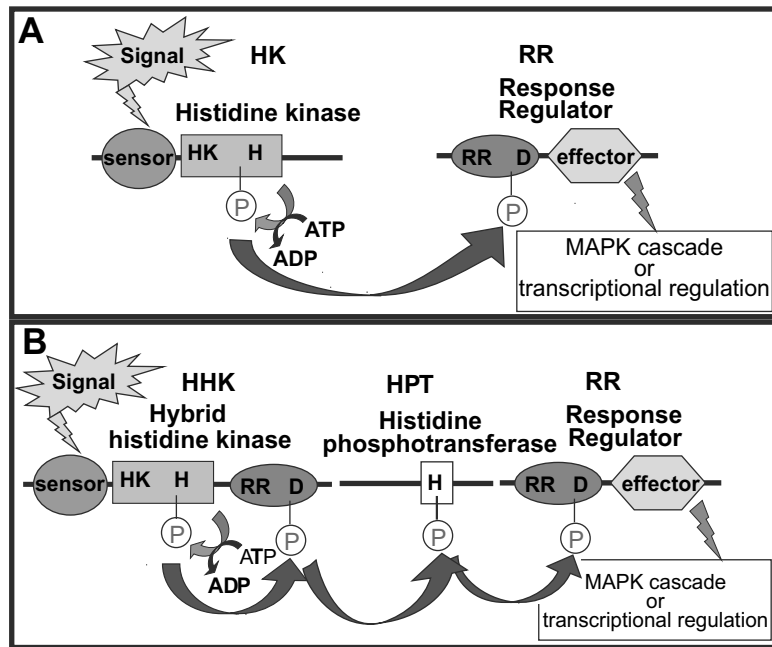 A
Signal
HK
Histidine kinase
sensor
HK H
P
ATP
ADP
RR
Response
Regulator
RR D
effector
P
MAPK cascade
or
transcriptional regulation
B
Signal
HHK
Hybrid
histidine kinase
sensor
HK H
RR D
P
P
ATP
ADP
HPT
Histidine
phosphotransferase
H
P
RR
Response
Regulator
RR D
effector
P
MAPK cascade
or
transcriptional regulation